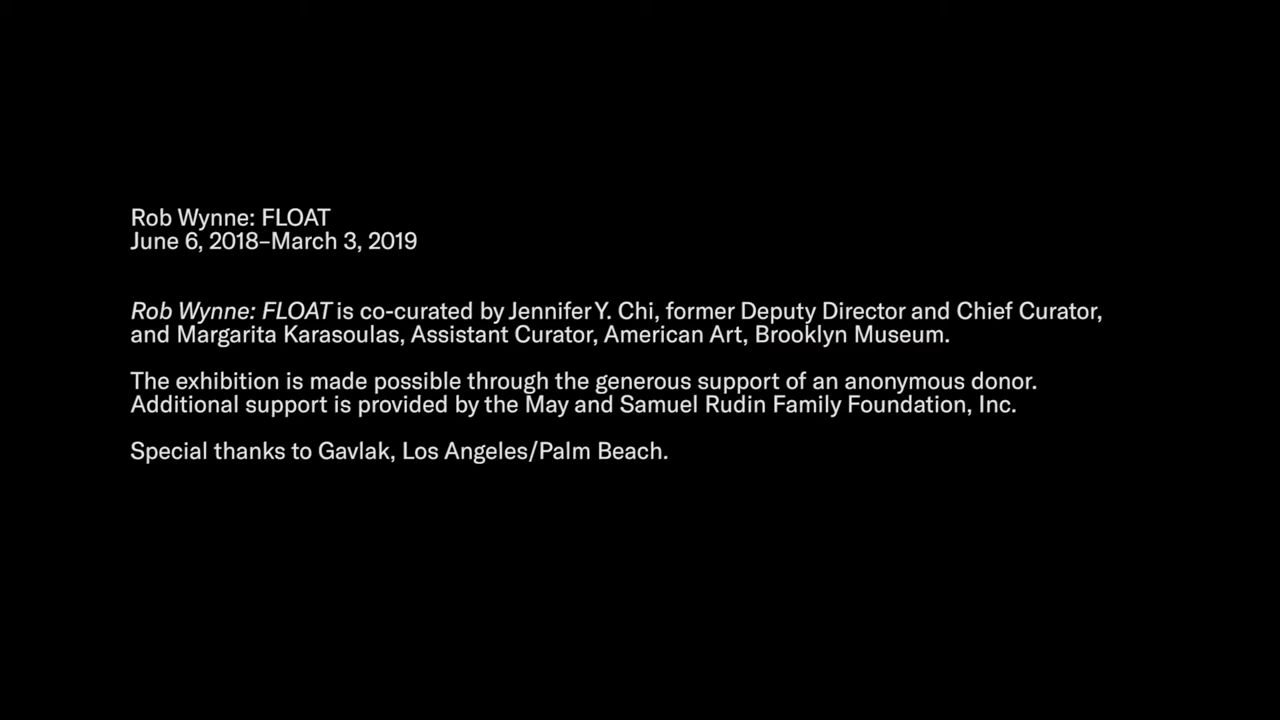 Rob Wynne: FLOAT
June 6, 2018–March 3, 2019
Rob Wynne: FLOAT is co-curated by Jennifer Y. Chi, former Deputy Director and Chief Curator,
and Margarita Karasoulas, Assistant Curator, American Art, Brooklyn Museum.
The exhibition is made possible through the generous support of an anonymous donor.
Additional support is provided by the May and Samuel Rudin Family Foundation, Inc.
Special thanks to Gavlak, Los Angeles/Palm Beach.